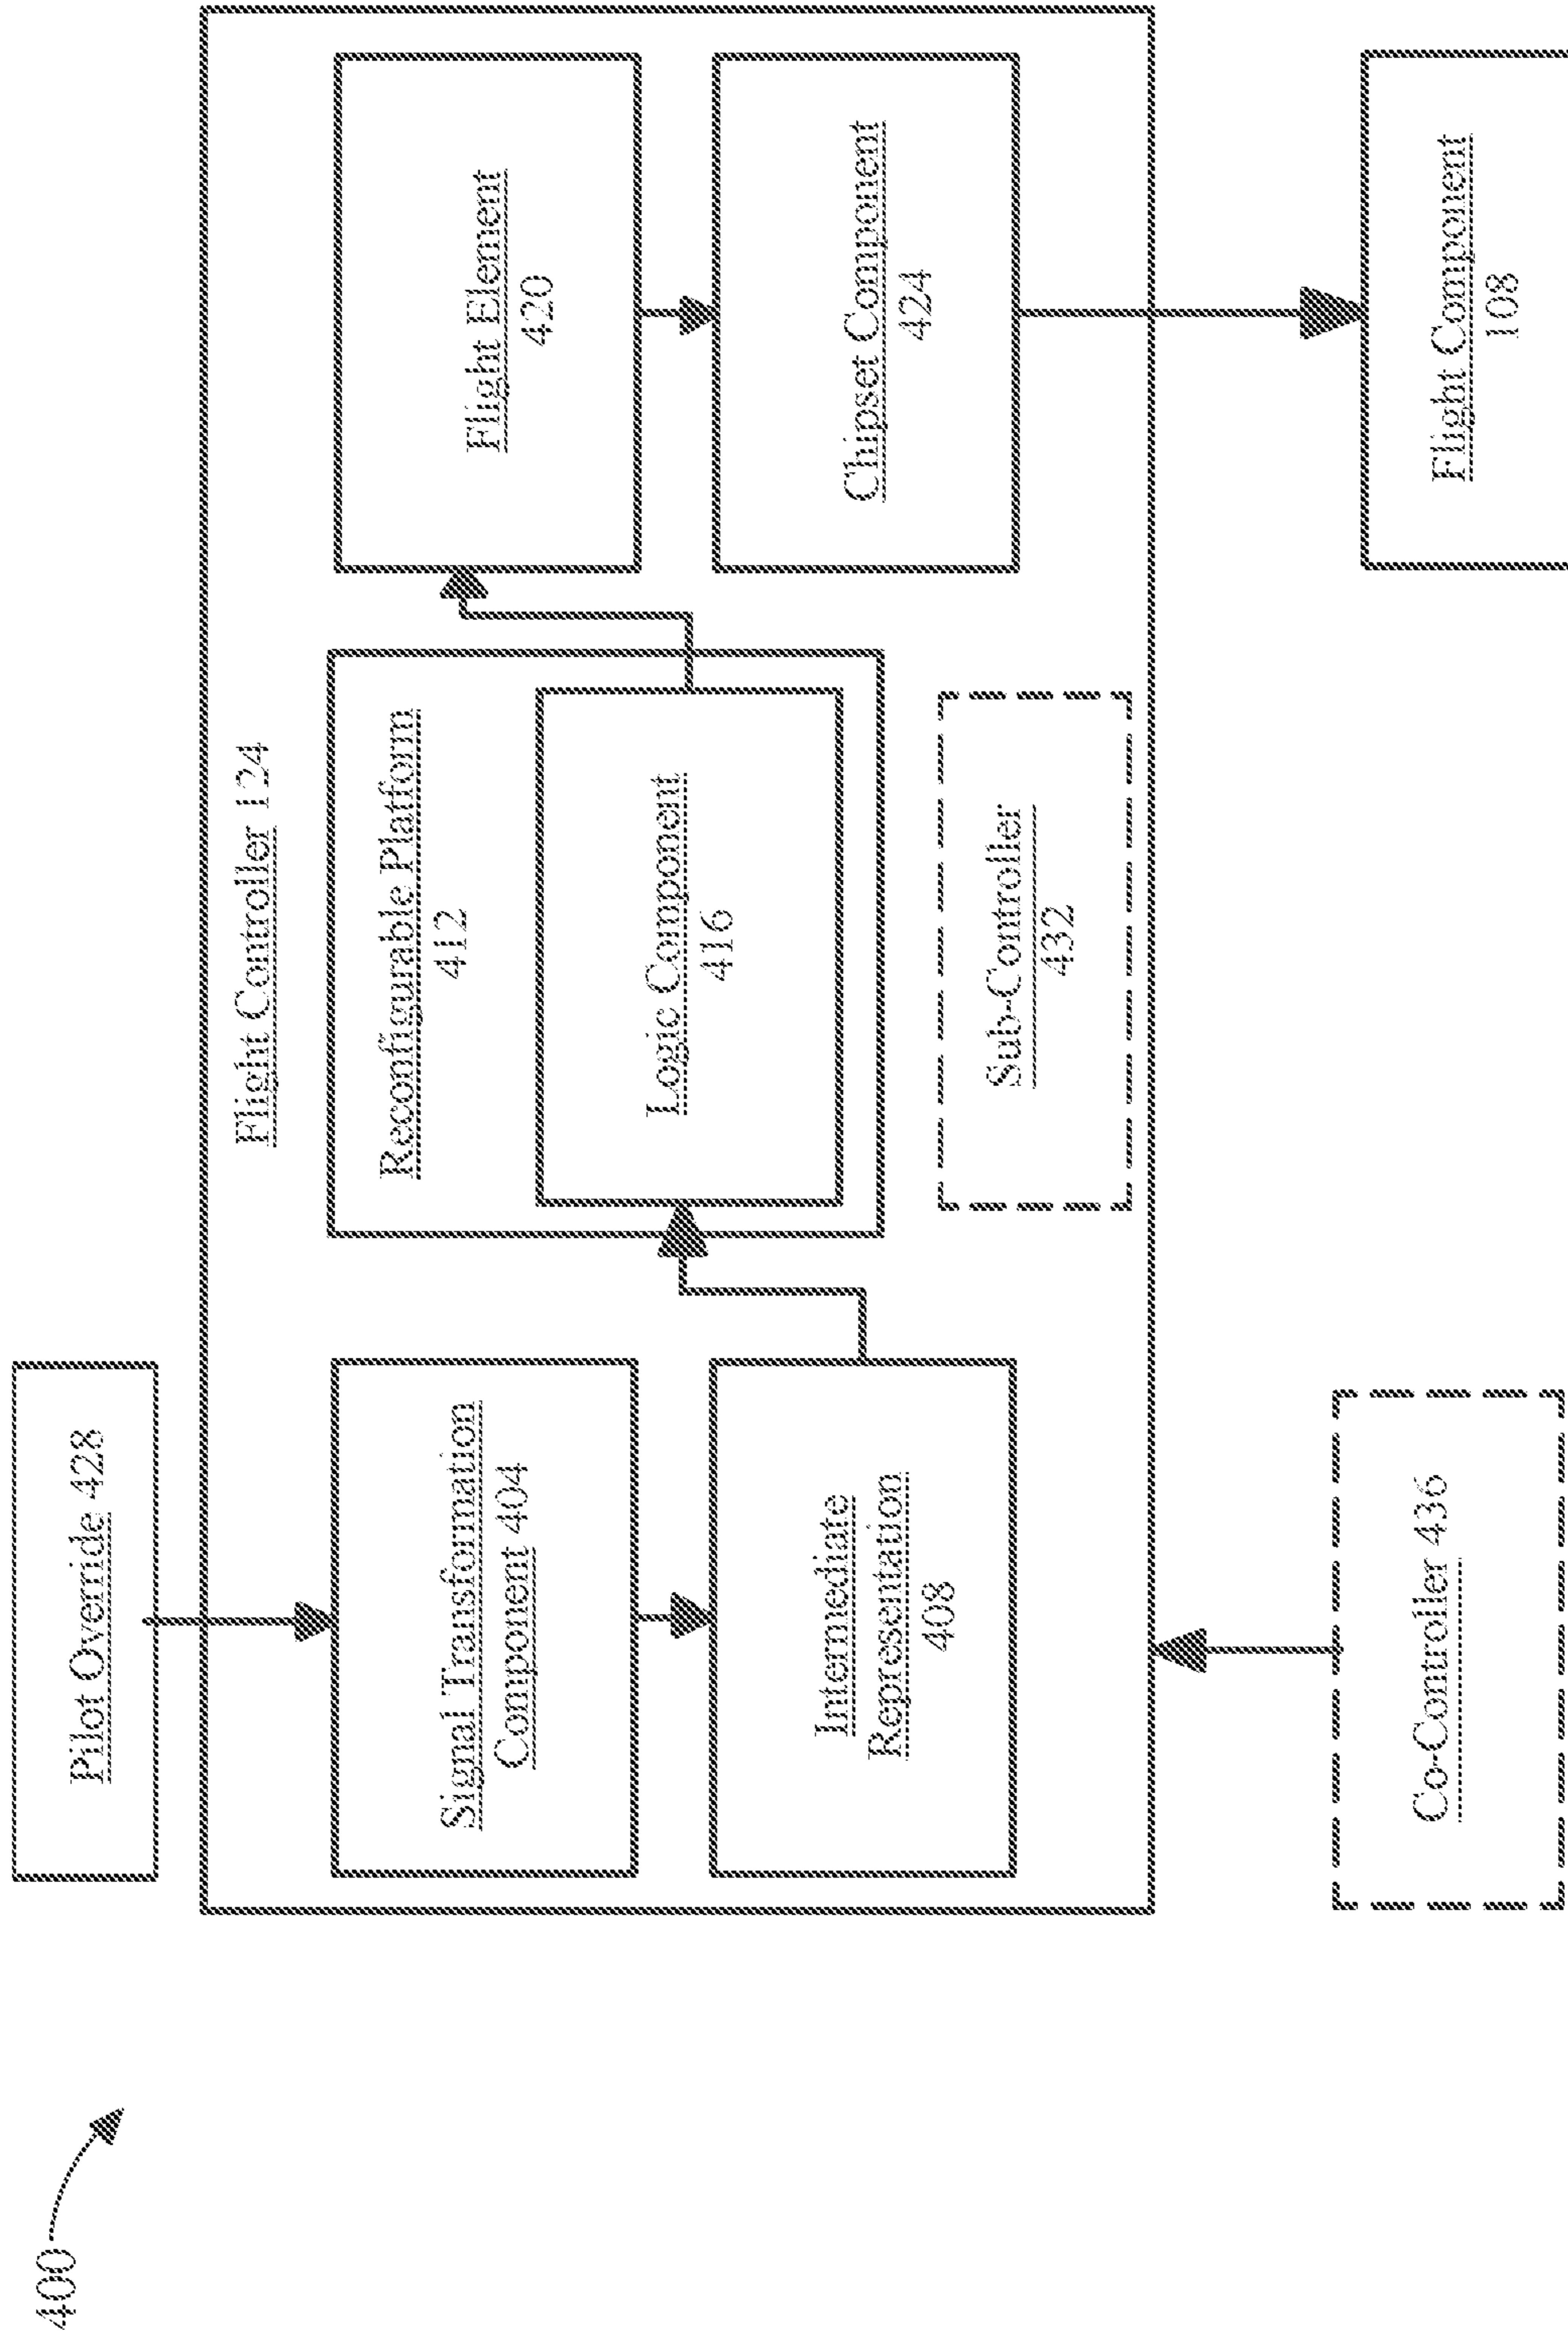 400
Pilot Override 428
Flight Controller 124
Signal Transformation
Component 404
Intermediate
Representation
408
Reconfigurable Platform
412
Logic Component
416
Sub-Controller
432
Flight Element
420
Chipset Component
424
Co-Controller 436
Flight Component
108